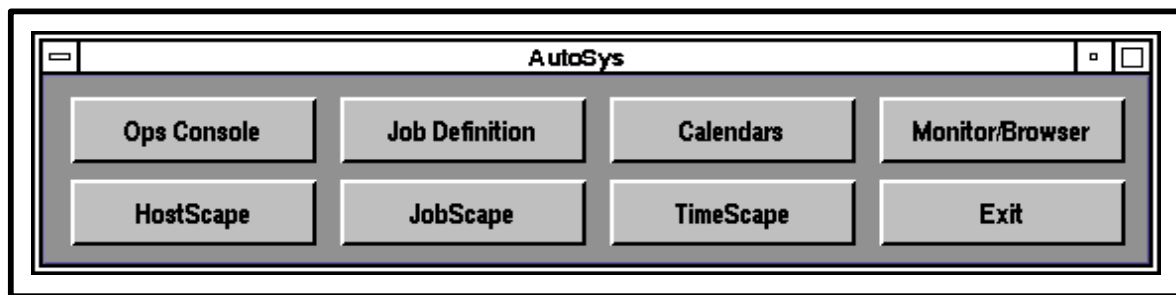 AutoSys
Ops Console Job Definition Calendars Monitor/Browser
HostScape JobScape TimeScape Exit